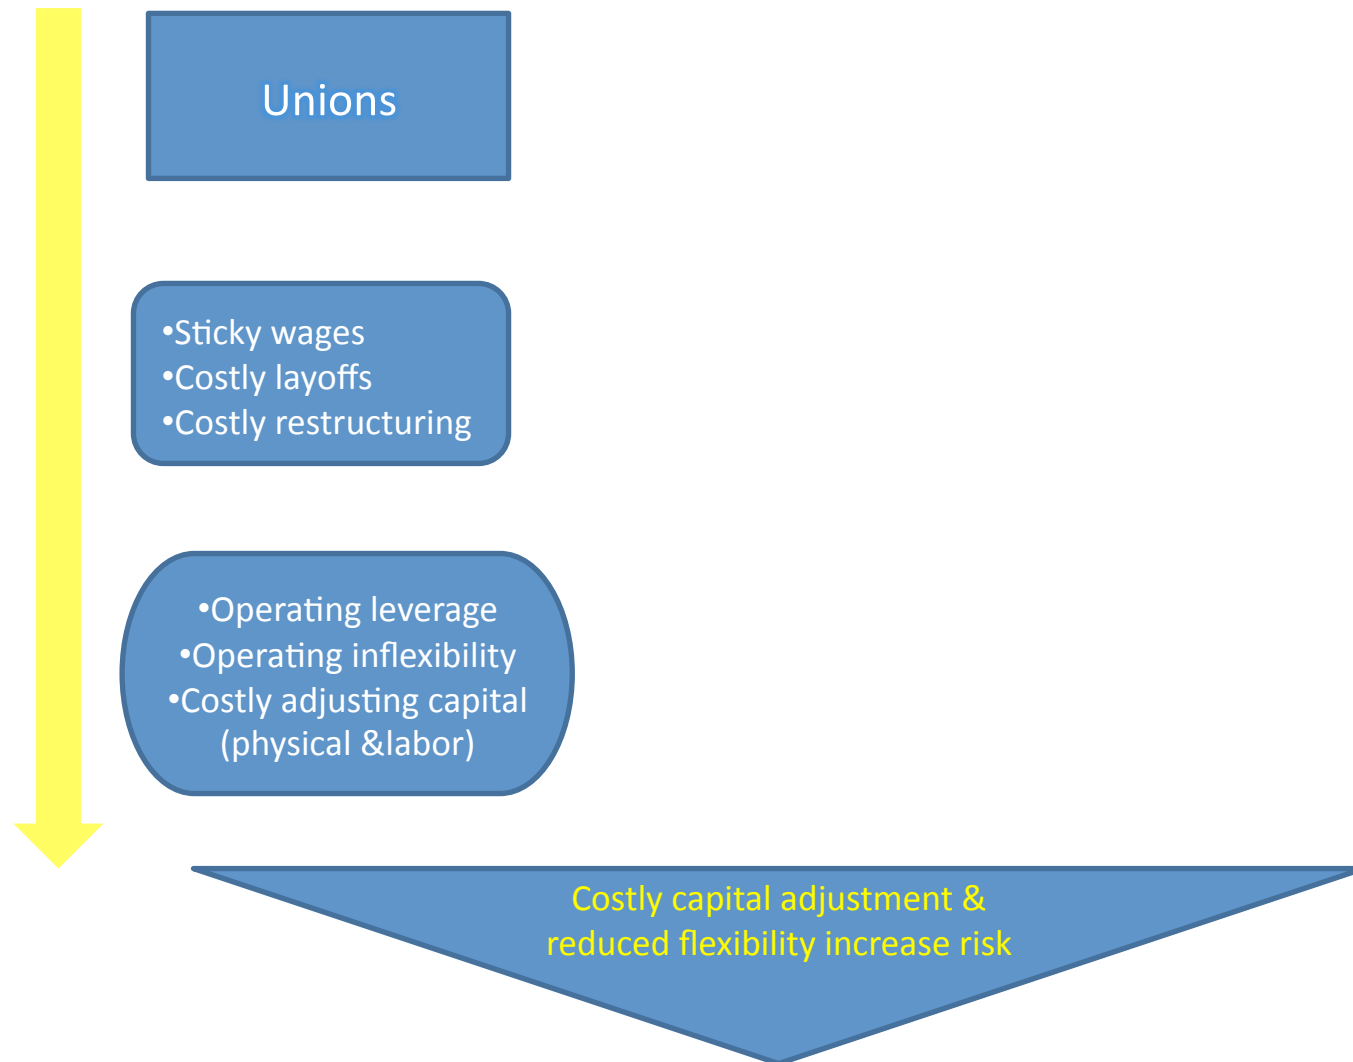 Unions
•Sticky wages
•Costly layoffs
•Costly restructuring
•Operating leverage
•Operating inflexibility
•Costly adjusting capital
(physical &labor)
Costly capital adjustment &
reduced flexibility increase risk